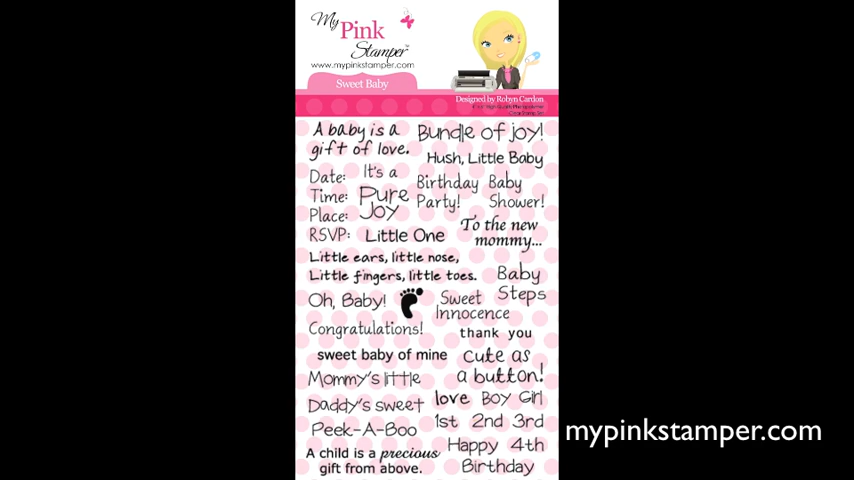 My Pink Stamper
www.mypinkstamper.com
Sweet Baby
Designed by Robyn Cardon
A baby is a
gift of love.
Bundle of joy!
Hush, Little Baby
Date:
Time:
Place:
RSVP:
It's a
Pure
Joy
Birthday
Party!
Baby
Shower!
Little One
To the new
mommy...
Little ears, little nose,
Little fingers, little toes.
Baby
Steps
Oh, Baby!
Sweet
Innocence
Congratulations!
thank you
sweet baby of mine
cute as
a button!
Mommy's little
Daddy's sweet
love Boy Girl
Peek-A-Boo
1st 2nd 3rd
Happy 4th
Birthday
A child is a precious
gift from above.
mypinkstamper.com